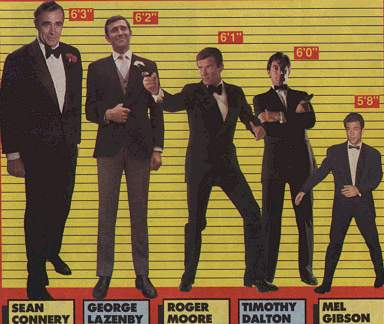 6'3"
6'2"
6'1"
6'0"
5'8"
SEAN
CONNERY
GEORGE
LAZENBY
ROGER
MOORE
TIMOTHY
DALTON
MEL
GIBSON